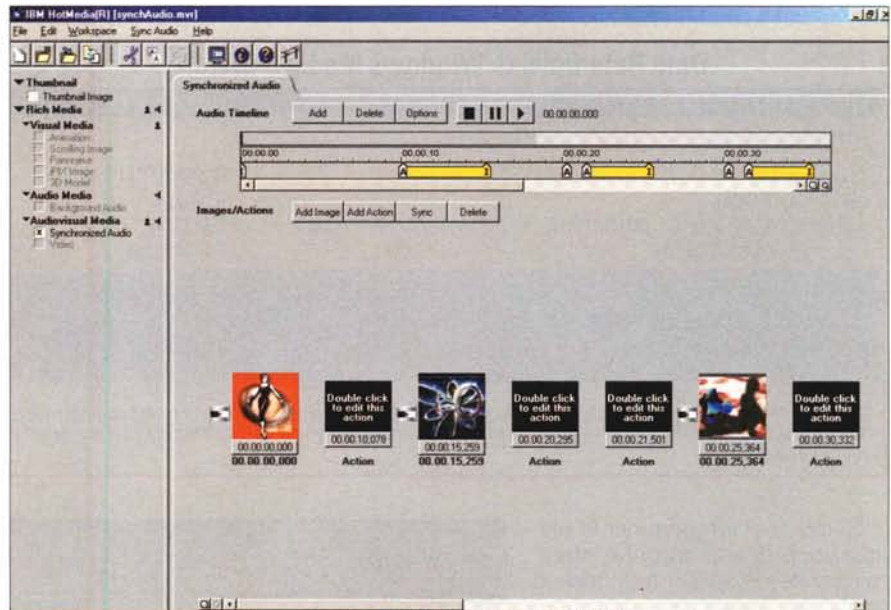 IBM HotMedia(R) [synchAudio.mvr]
File Edit Workspace Sync Audio Help
Thumbnail
Thumbnail Image
Rich Media
Visual Media
Animation
Scrolling Image
Panorama
iPIX Image
3D Model
Audio Media
Background Audio
Audiovisual Media
Synchronized Audio
Video
Synchronized Audio
Audio Timeline Add Delete Options 00.00.00.000
00.00.00 00.00.10 00.00.20 00.00.30
I A I A A I A A I
Images/Actions Add Image Add Action Sync Delete
Double click to edit this action
Double click to edit this action
Double click to edit this action
Double click to edit this action
00.00.00,000 00.00.10,078 00.00.15,259 00.00.20,295 00.00.21,501 00.00.25,364 00.00.30,332
00.00.00,000 Action 00.00.15,259 Action Action 00.00.25,364 Action